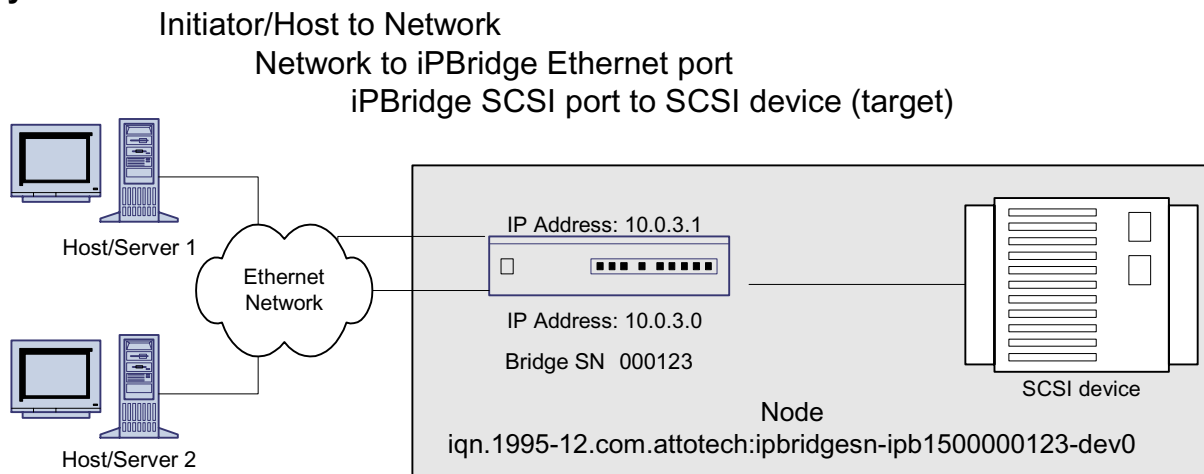 Initiator/Host to Network
Network to iPBridge Ethernet port
iPBridge SCSI port to SCSI device (target)
Host/Server 1
IP Address: 10.0.3.1
Ethernet
Network
IP Address: 10.0.3.0
Bridge SN 000123
SCSI device
Host/Server 2
Node
iqn.1995-12.com.attotech:ipbridgesn-ipb1500000123-dev0